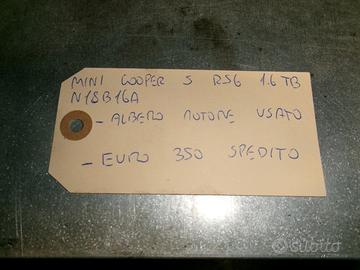 MINI COOPER S R56 1.6 TB
N18B16A
- ALBERO MOTORE USATO
- EURO 350 SPEDITO
subito